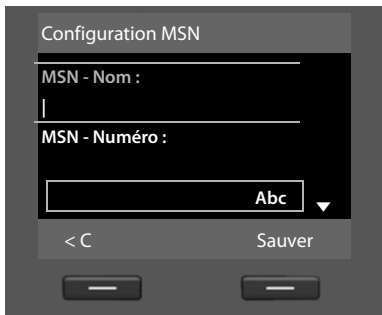 Configuration MSN
MSN - Nom :
MSN - Numéro :
Abc
< C Sauver